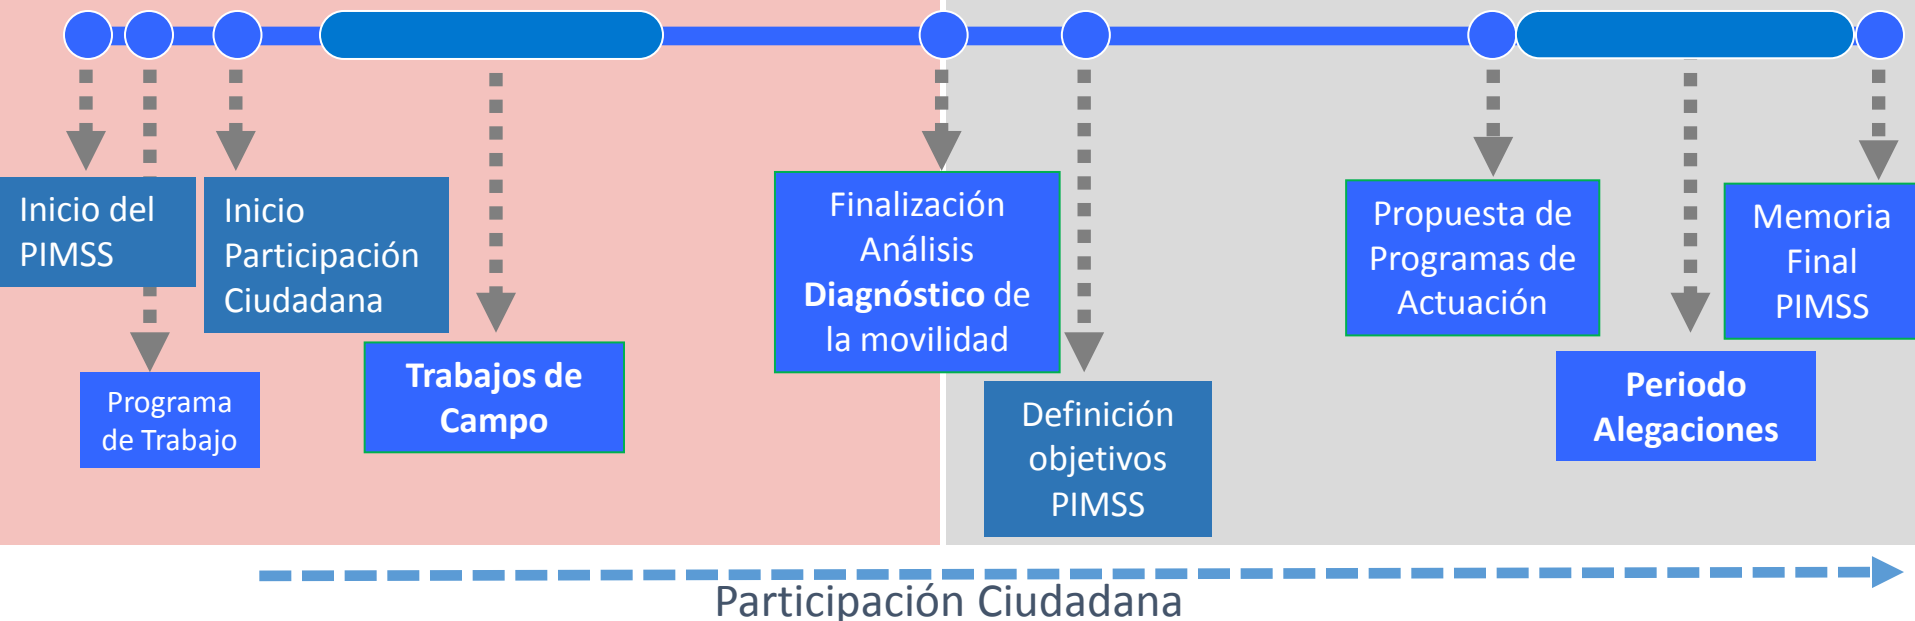 Inicio del
PIMSS
Programa
de Trabajo
Inicio
Participación
Ciudadana
Trabajos de
Campo
Finalización
Análisis
Diagnóstico de
la movilidad
Definición
objetivos
PIMSS
Propuesta de
Programas de
Actuación
Periodo
Alegaciones
Memoria
Final
PIMSS
Participación Ciudadana